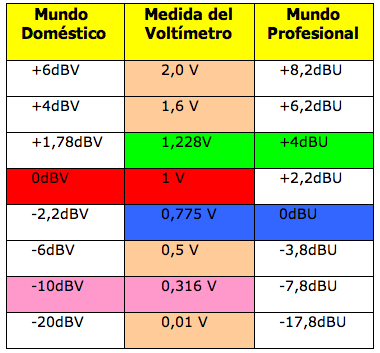 Mundo Doméstico Medida del Voltímetro Mundo Profesional
+6dBV 2,0 V +8,2dBU
+4dBV 1,6 V +6,2dBU
+1,78dBV 1,228V +4dBU
0dBV 1 V +2,2dBU
-2,2dBV 0,775 V 0dBU
-6dBV 0,5 V -3,8dBU
-10dBV 0,316 V -7,8dBU
-20dBV 0,01 V -17,8dBU